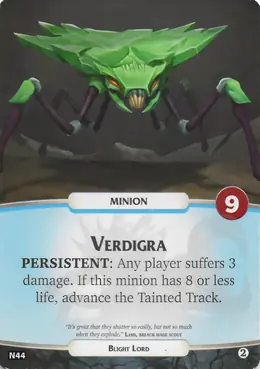 MINION
9
VERDIGRA
PERSISTENT: Any player suffers 3
damage. If this minion has 8 or less
life, advance the Tainted Track.
"It's great that they shatter so easily, but not so much
when they explode." BREACH MAGE SCOUT
BLIGHT LORD
N44
2